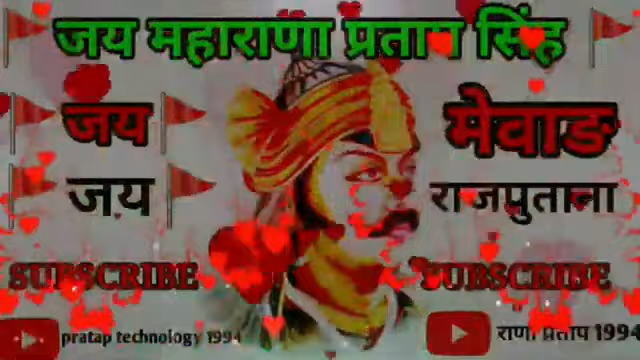 जय महाराणा प्रताप सिंह
जय मेवाङ
जय राजपुताना
SUBSCRIBE SUBSCRIBE
pratap technology 1994 राणा प्रताप 1994